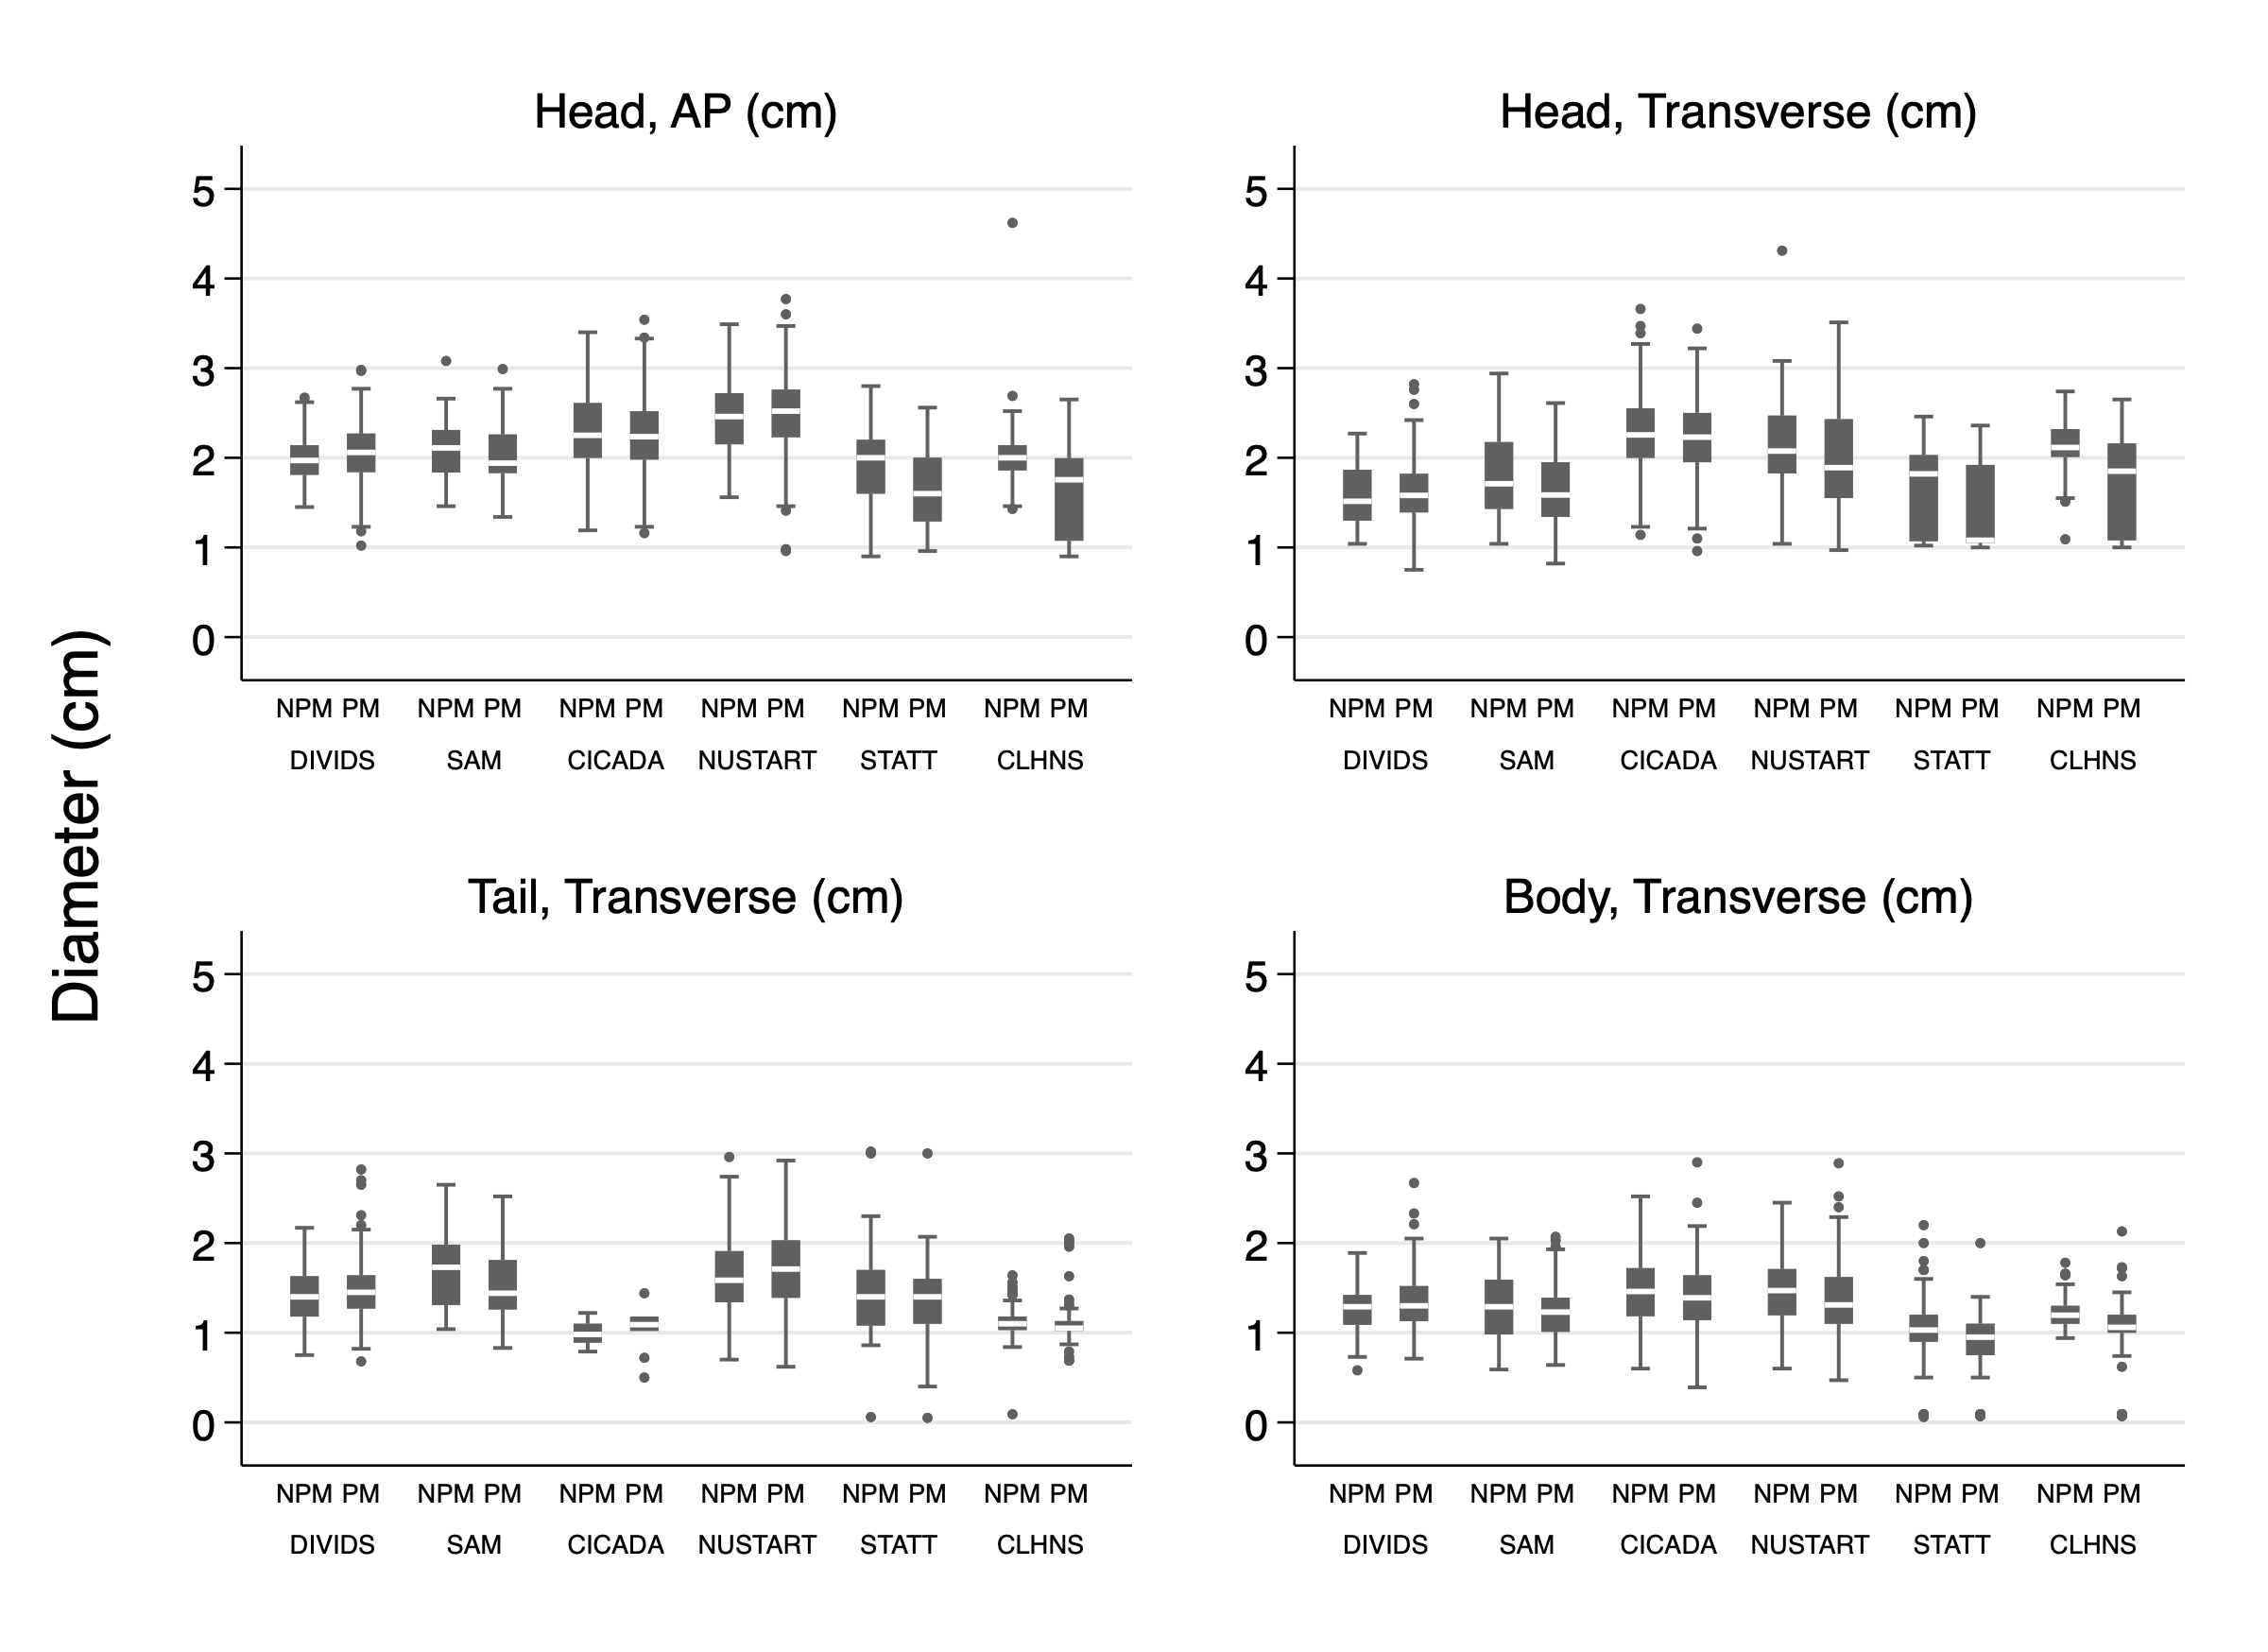 Diameter (cm)
Head, AP (cm)
5
4
3
2
1
0
NPM PM NPM PM NPM PM NPM PM NPM PM NPM PM
DIVIDS SAM CICADA NUSTART STATT CLHNS
Head, Transverse (cm)
5
4
3
2
1
0
NPM PM NPM PM NPM PM NPM PM NPM PM NPM PM
DIVIDS SAM CICADA NUSTART STATT CLHNS
Tail, Transverse (cm)
5
4
3
2
1
0
NPM PM NPM PM NPM PM NPM PM NPM PM NPM PM
DIVIDS SAM CICADA NUSTART STATT CLHNS
Body, Transverse (cm)
5
4
3
2
1
0
NPM PM NPM PM NPM PM NPM PM NPM PM NPM PM
DIVIDS SAM CICADA NUSTART STATT CLHNS